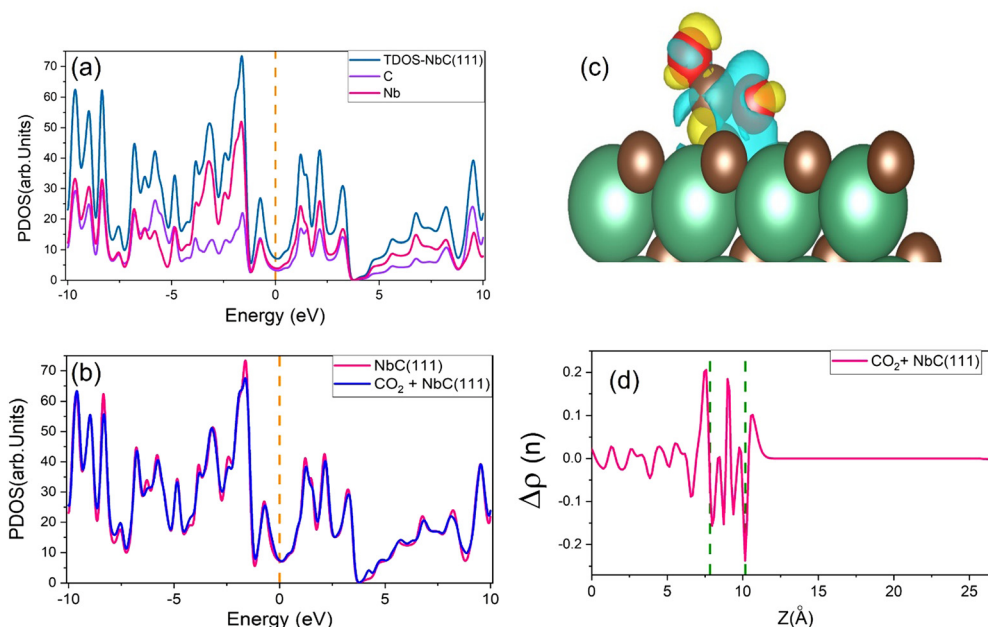 (a)
TDOS-NbC(111)
C
Nb
PDOS(arb.Units)
70
60
50
40
30
20
10
0
-10
-5
0
5
10
Energy (eV)
(c)
(b)
NbC(111)
CO₂ + NbC(111)
PDOS(arb.Units)
70
60
50
40
30
20
10
0
-10
-5
0
5
10
Energy (eV)
(d)
CO₂+ NbC(111)
Δρ (n)
0.2
0.1
0.0
-0.1
-0.2
0
5
10
15
20
25
Z(Å)